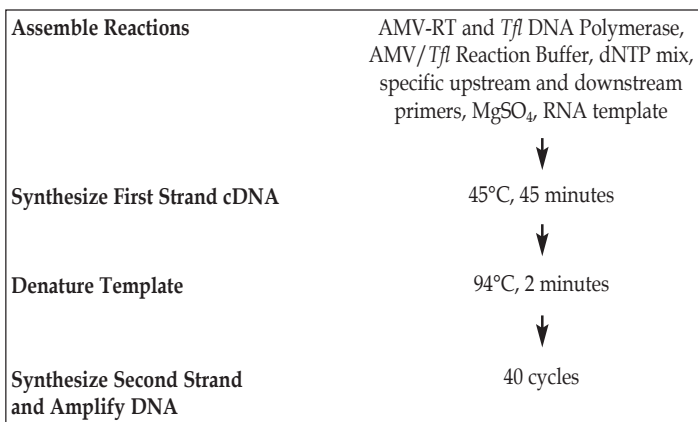 Assemble Reactions
AMV-RT and Tfl DNA Polymerase,
AMV/Tfl Reaction Buffer, dNTP mix,
specific upstream and downstream
primers, MgSO₄, RNA template
Synthesize First Strand cDNA
45°C, 45 minutes
Denature Template
94°C, 2 minutes
Synthesize Second Strand
and Amplify DNA
40 cycles